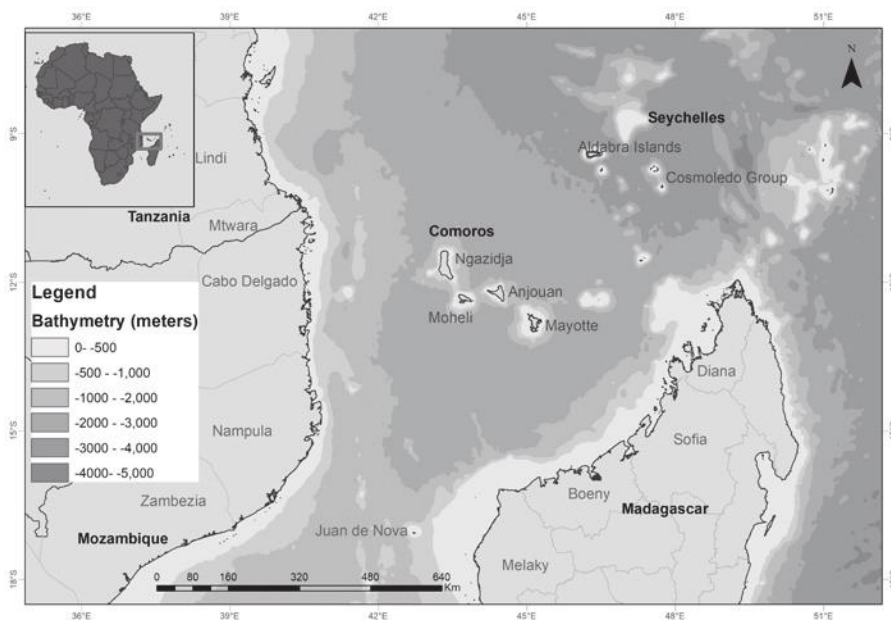 36°E 39°E 42°E 45°E 48°E 51°E
N
9°S
Seychelles
Aldabra Islands
Cosmoledo Group
Lindi
Tanzania
Mtwara
Comoros
Ngazidja
Cabo Delgado
12°S
Anjouan
Moheli
Mayotte
Legend
Bathymetry (meters)
0- -500
-500 - -1,000
-1000 - -2,000
-2000 - -3,000
-3000 - -4,000
-4000- -5,000
Diana
15°S
Nampula
Sofia
Zambezia
Boeny
Madagascar
Juan de Nova
Mozambique
Melaky
18°S
0 80 160 320 480 640
Km
36°E 39°E 42°E 45°E 48°E 51°E